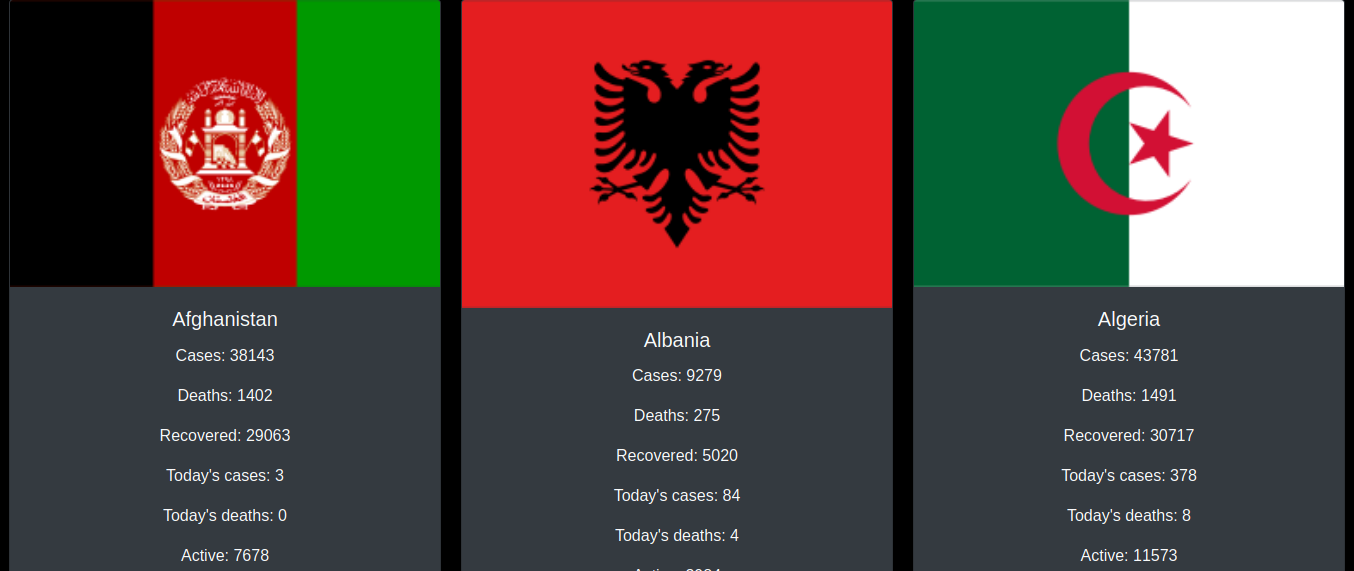 Afghanistan
Cases: 38143
Deaths: 1402
Recovered: 29063
Today's cases: 3
Today's deaths: 0
Active: 7678
Albania
Cases: 9279
Deaths: 275
Recovered: 5020
Today's cases: 84
Today's deaths: 4
Algeria
Cases: 43781
Deaths: 1491
Recovered: 30717
Today's cases: 378
Today's deaths: 8
Active: 11573